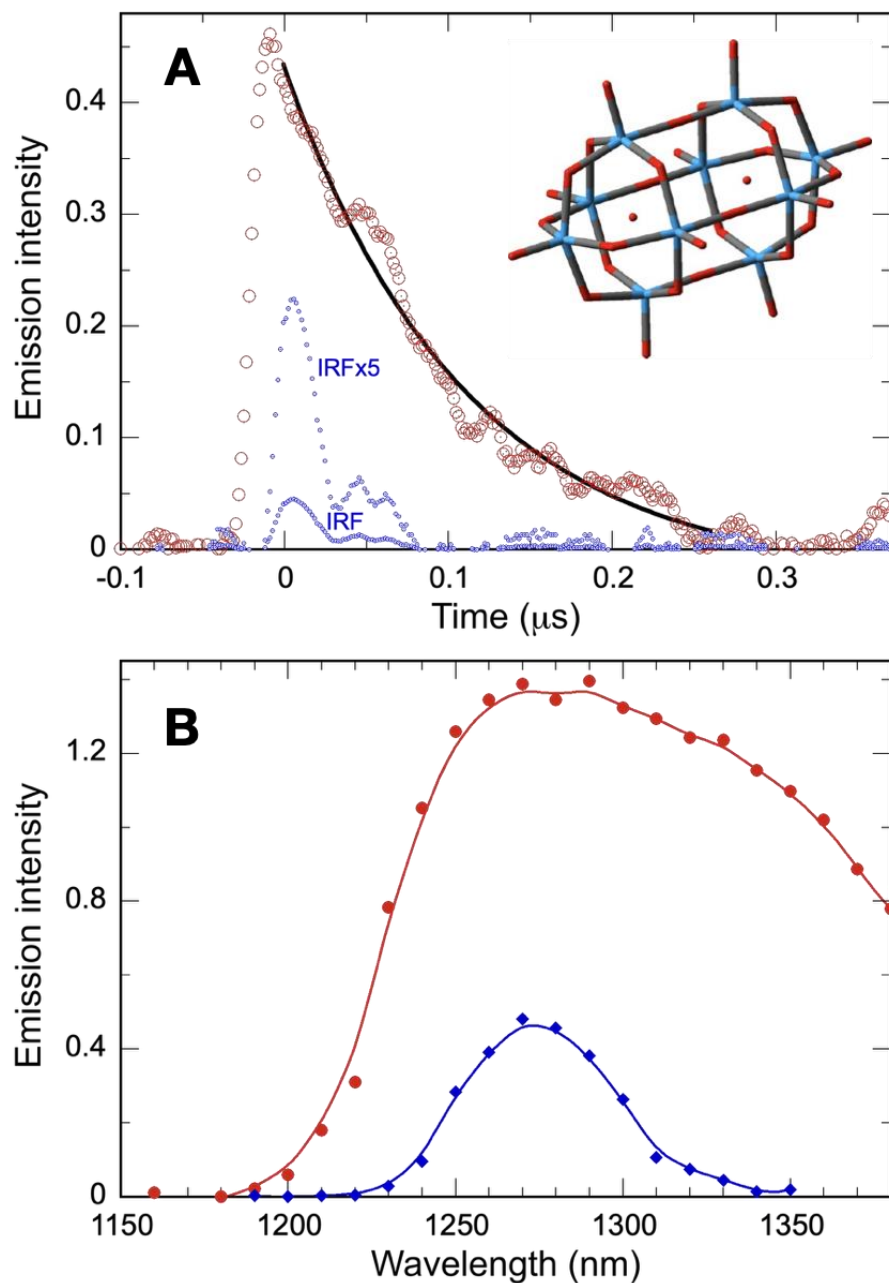 A
Emission intensity
0.4
0.3
0.2
0.1
0
IRFx5
IRF
-0.1 0 0.1 0.2 0.3
Time (μs)
B
Emission intensity
1.2
0.8
0.4
0
1150 1200 1250 1300 1350
Wavelength (nm)